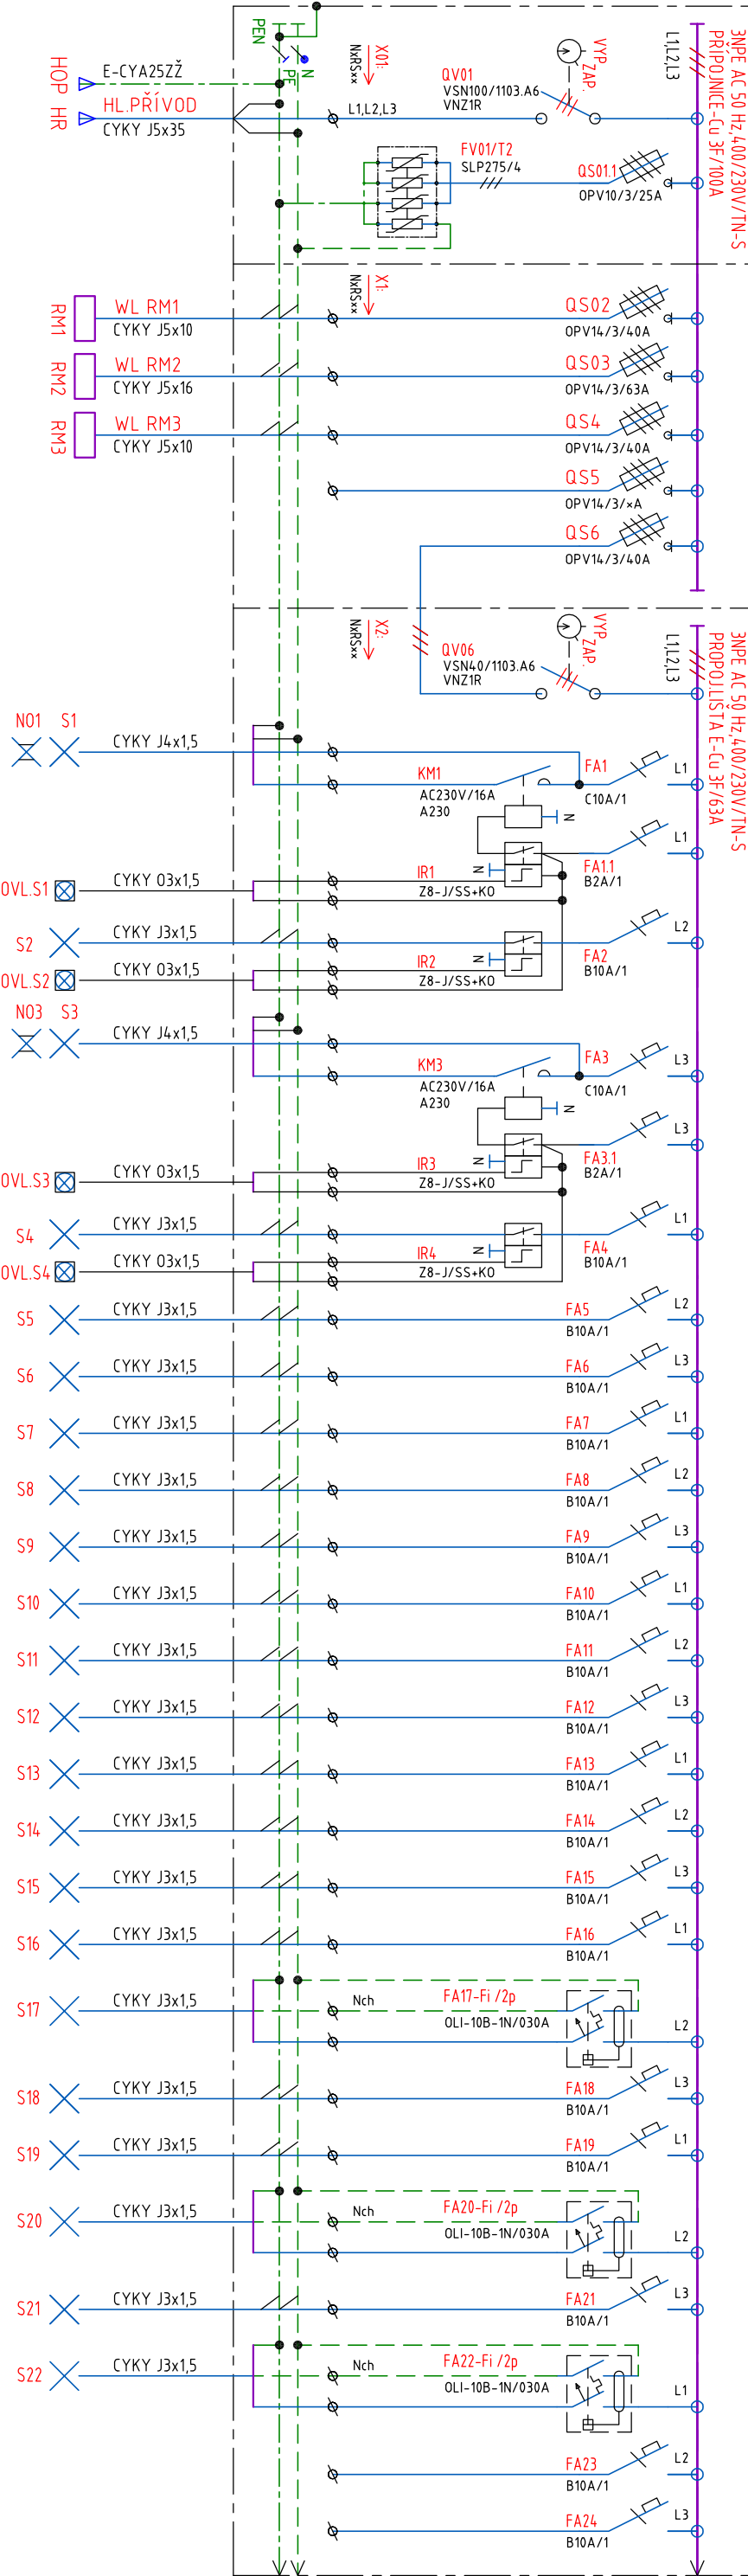 3NPE AC 50 Hz,400/230V/TN-S
PŘÍPOJNICE-Cu 3F/100A
L1,L2,L3
VYP.
ZAP.
X01:
NxRS××
PEN
N
PE
QV01
VSN100/1103.A6
VNZ1R
HOP
E-CYA25ZŽ
HR
HL.PŘÍVOD
CYKY J5x35
L1,L2,L3
FV01/T2
SLP275/4
QS01.1
OPV10/3/25A
X1:
NxRS××
RM1
WL RM1
CYKY J5x10
QS02
OPV14/3/40A
RM2
WL RM2
CYKY J5x16
QS03
OPV14/3/63A
RM3
WL RM3
CYKY J5x10
QS4
OPV14/3/40A
QS5
OPV14/3/×A
QS6
OPV14/3/40A
3NPE AC 50 Hz,400/230V/TN-S
PROPOJ.LIŠTA E-Cu 3F/63A
L1,L2,L3
VYP.
ZAP.
X2:
NxRS××
QV06
VSN40/1103.A6
VNZ1R
NO1 S1
CYKY J4x1,5
KM1
AC230V/16A
A230
FA1
C10A/1
L1
N
FA1.1
B2A/1
L1
OVL.S1
CYKY O3x1,5
IR1
Z8-J/SS+KO
N
S2
CYKY J3x1,5
FA2
B10A/1
L2
OVL.S2
CYKY O3x1,5
IR2
Z8-J/SS+KO
N
NO3 S3
CYKY J4x1,5
KM3
AC230V/16A
A230
FA3
C10A/1
L3
N
FA3.1
B2A/1
L3
OVL.S3
CYKY O3x1,5
IR3
Z8-J/SS+KO
N
S4
CYKY J3x1,5
FA4
B10A/1
L1
OVL.S4
CYKY O3x1,5
IR4
Z8-J/SS+KO
N
S5
CYKY J3x1,5
FA5
B10A/1
L2
S6
CYKY J3x1,5
FA6
B10A/1
L3
S7
CYKY J3x1,5
FA7
B10A/1
L1
S8
CYKY J3x1,5
FA8
B10A/1
L2
S9
CYKY J3x1,5
FA9
B10A/1
L3
S10
CYKY J3x1,5
FA10
B10A/1
L1
S11
CYKY J3x1,5
FA11
B10A/1
L2
S12
CYKY J3x1,5
FA12
B10A/1
L3
S13
CYKY J3x1,5
FA13
B10A/1
L1
S14
CYKY J3x1,5
FA14
B10A/1
L2
S15
CYKY J3x1,5
FA15
B10A/1
L3
S16
CYKY J3x1,5
FA16
B10A/1
L1
S17
CYKY J3x1,5
Nch
FA17-Fi /2p
OLI-10B-1N/030A
L2
S18
CYKY J3x1,5
FA18
B10A/1
L3
S19
CYKY J3x1,5
FA19
B10A/1
L1
S20
CYKY J3x1,5
Nch
FA20-Fi /2p
OLI-10B-1N/030A
L2
S21
CYKY J3x1,5
FA21
B10A/1
L3
S22
CYKY J3x1,5
Nch
FA22-Fi /2p
OLI-10B-1N/030A
L1
FA23
B10A/1
L2
FA24
B10A/1
L3